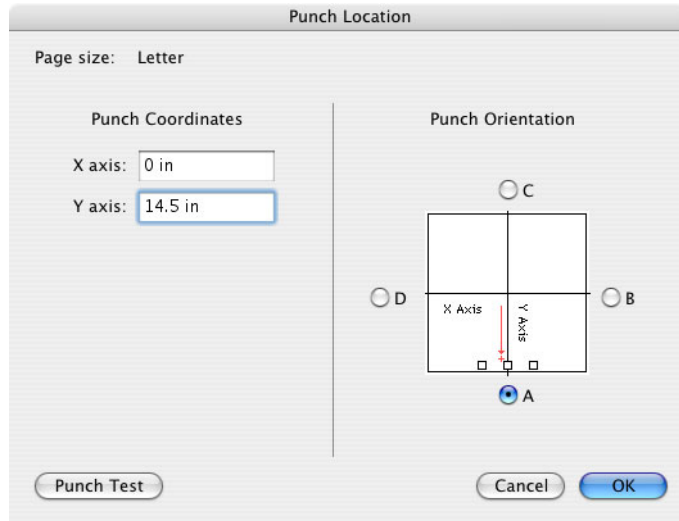 Punch Location
Page size: Letter
Punch Coordinates
X axis: 0 in
Y axis: 14.5 in
Punch Orientation
C
D
X Axis
Y Axis
B
A
Punch Test
Cancel
OK